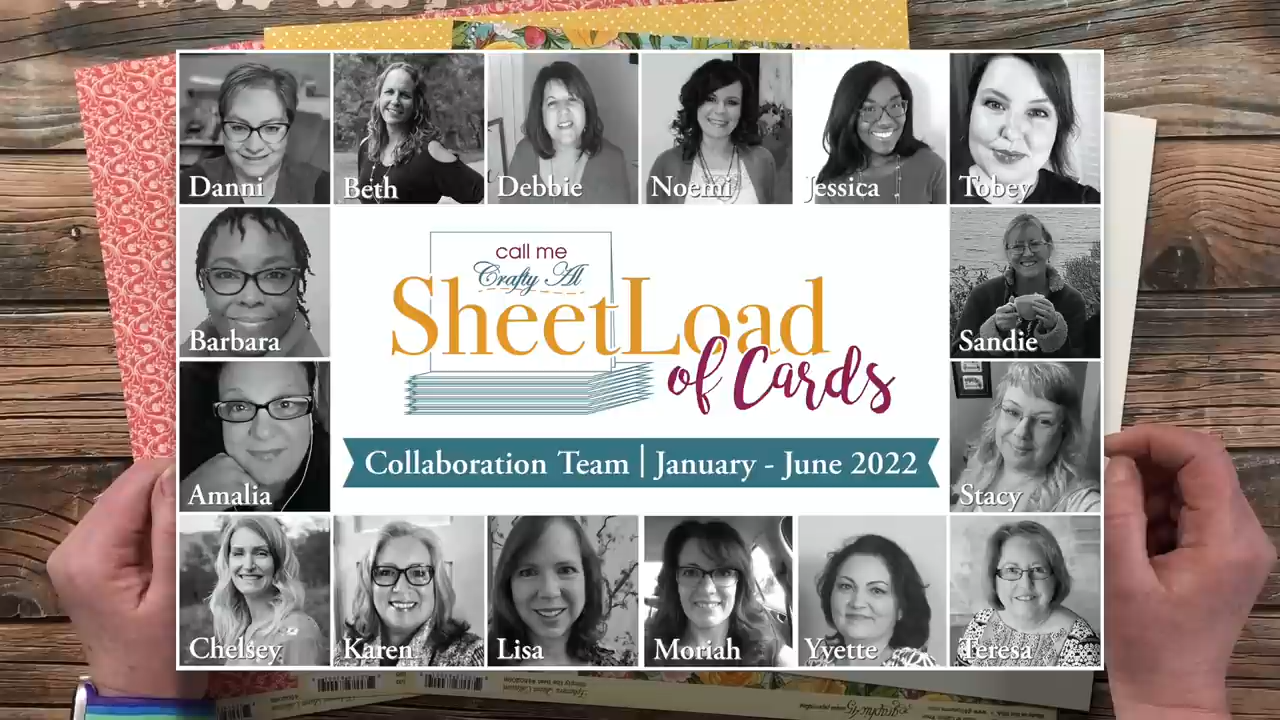 Danni
Beth
Debbie
Noemi
Jessica
Tobey
Barbara
call me
Crafty Al
SheetLoad
of Cards
Sandie
Amalia
Collaboration Team | January - June 2022
Stacy
Chelsey
Karen
Lisa
Moriah
Yvette
Teresa